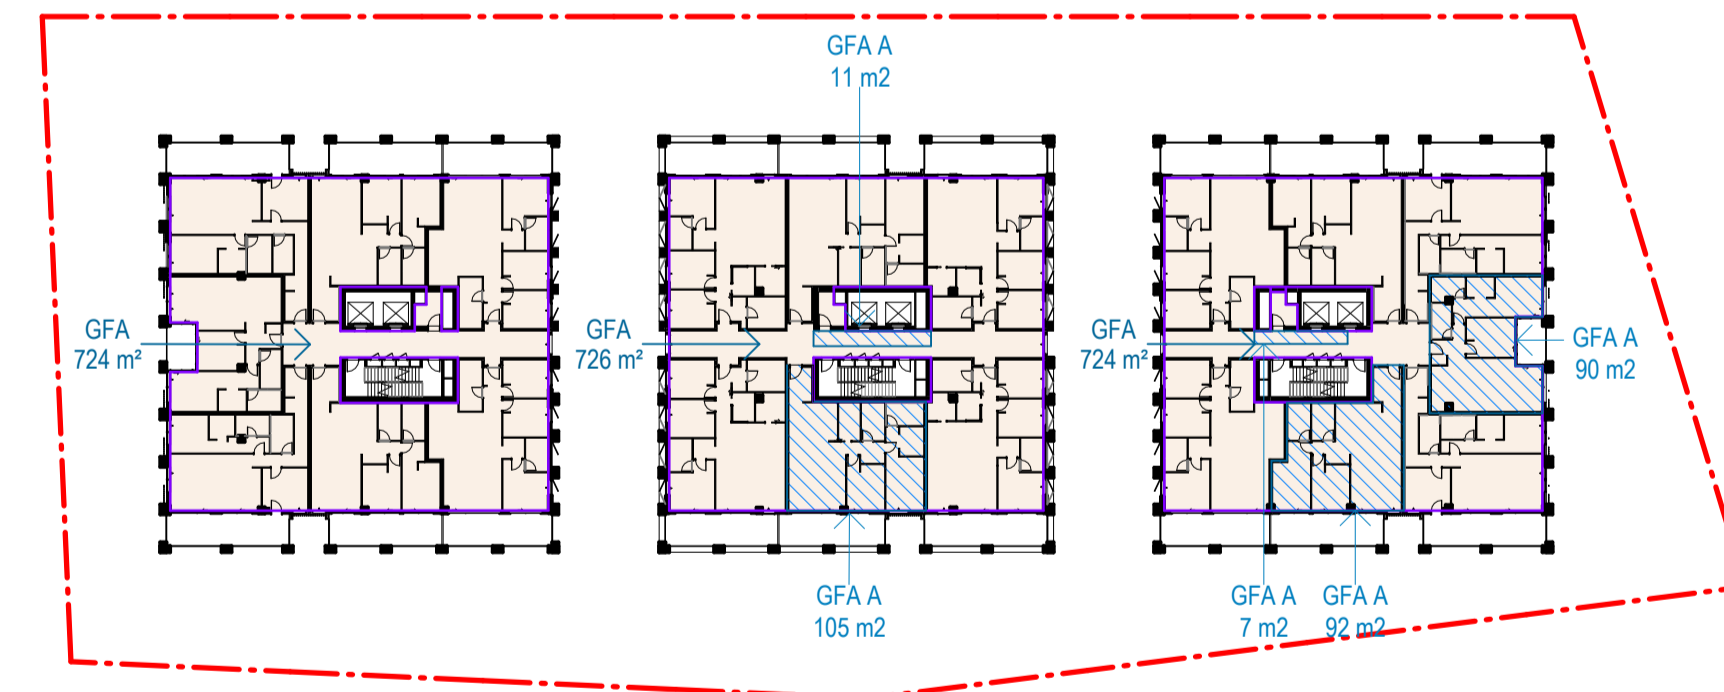 GFA A
11 m2
GFA
724 m²
GFA
726 m²
GFA
724 m²
GFA A
90 m2
GFA A
105 m2
GFA A
7 m2
GFA A
92 m2